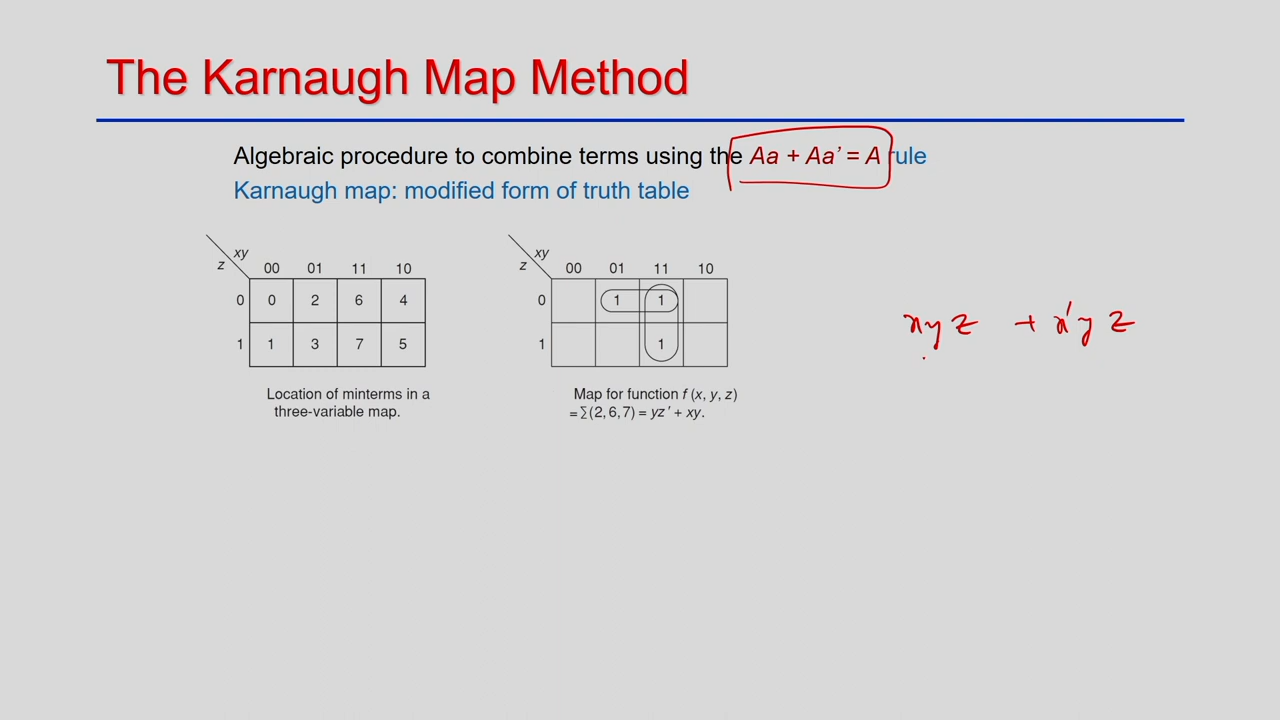 The Karnaugh Map Method
Algebraic procedure to combine terms using the Aa + Aa’ = A rule
Karnaugh map: modified form of truth table
xy
z
00 01 11 10
0 0 2 6 4
1 1 3 7 5
Location of minterms in a
three-variable map.
xy
z
00 01 11 10
0 1 1
1 1
Map for function f (x, y, z)
= ∑(2, 6, 7) = yz′ + xy.
xyz + x'yz